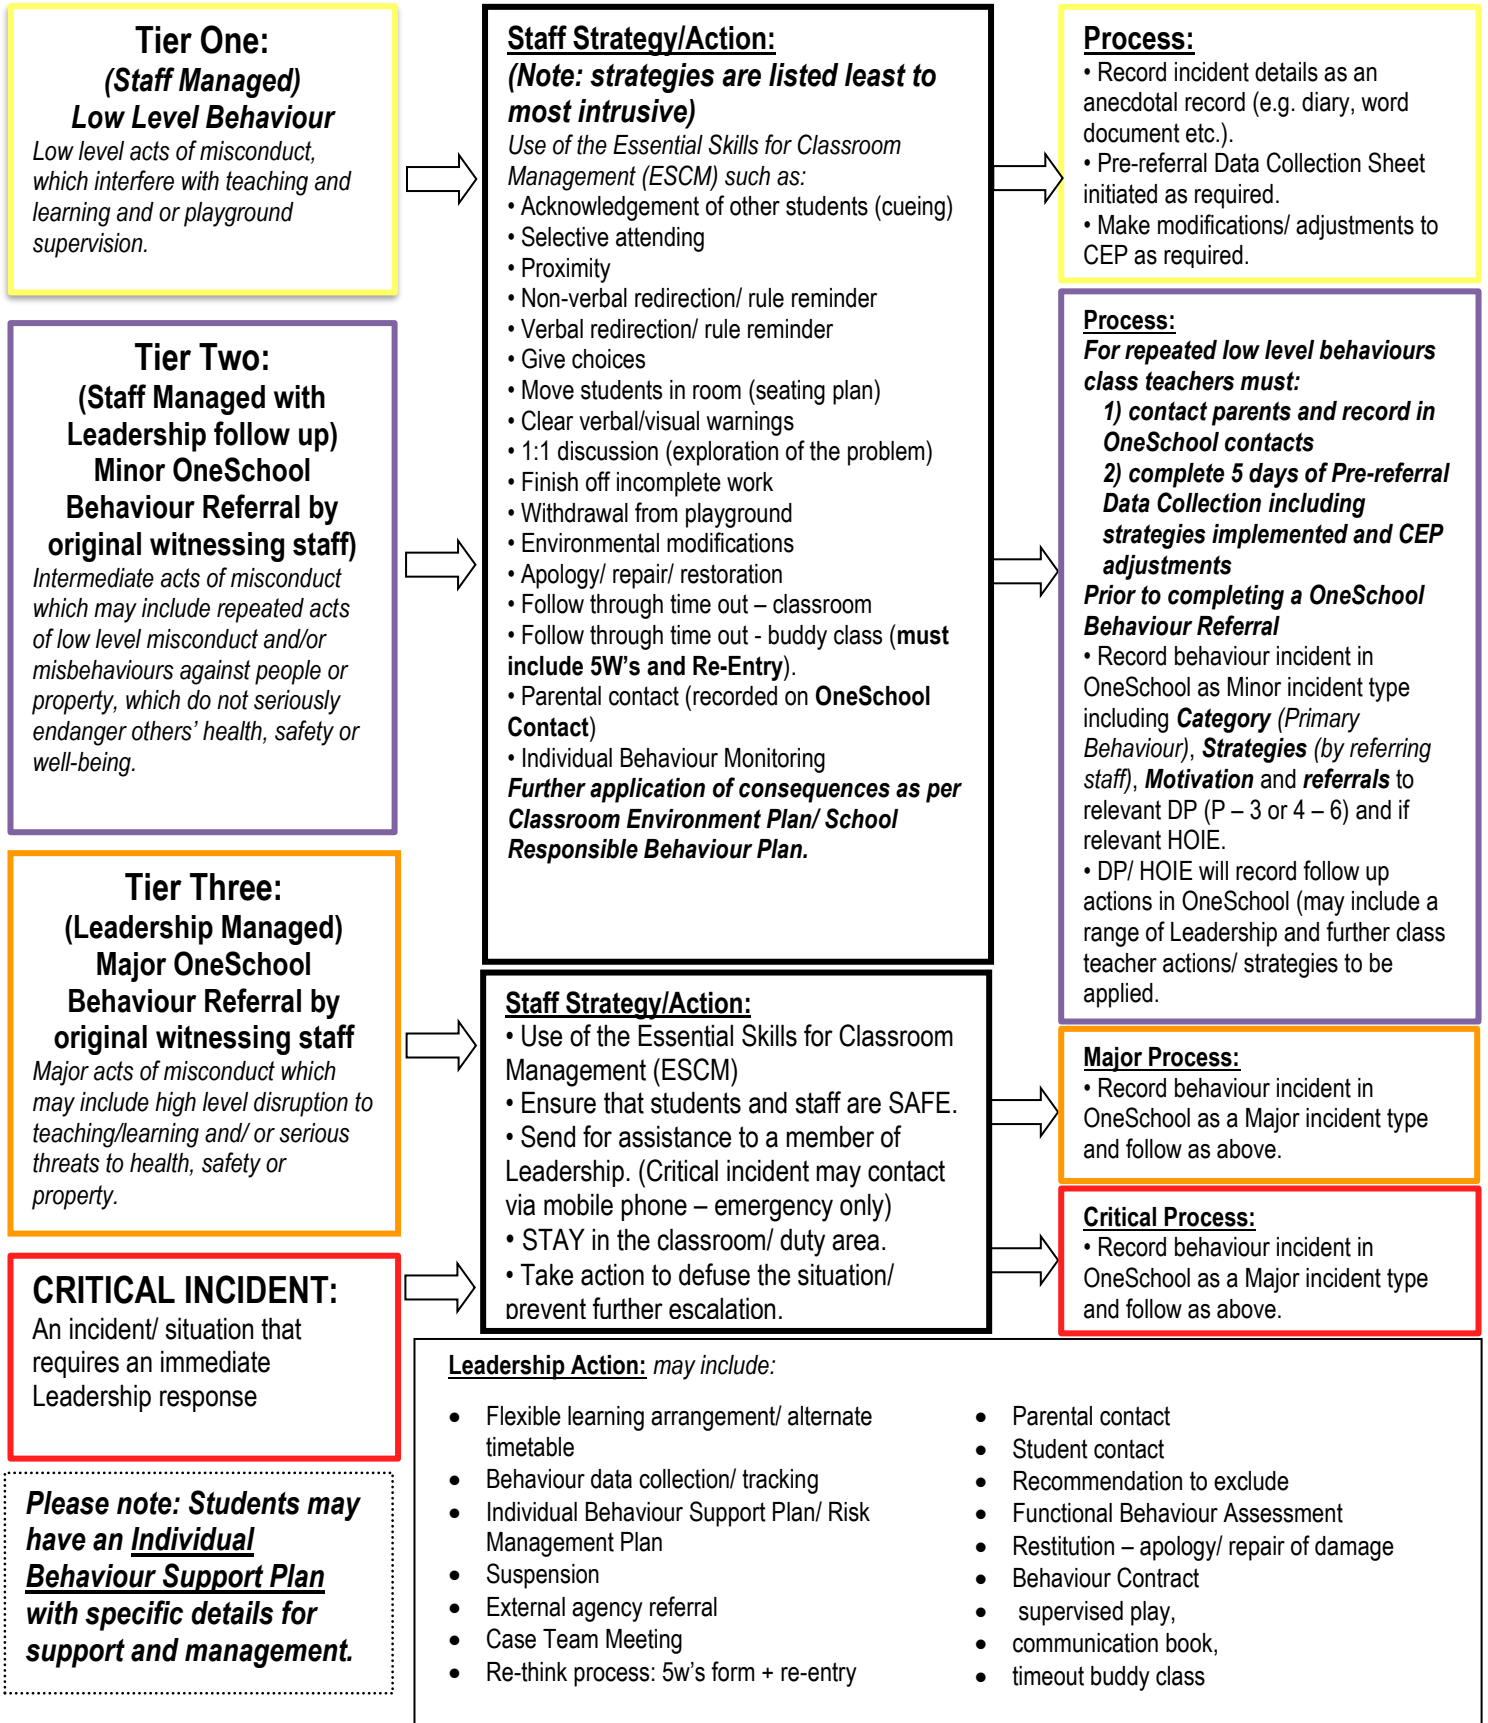 Tier One:
(Staff Managed)
Low Level Behaviour
Low level acts of misconduct,
which interfere with teaching and
learning and or playground
supervision.
Staff Strategy/Action:
(Note: strategies are listed least to
most intrusive)
Use of the Essential Skills for Classroom
Management (ESCM) such as:
• Acknowledgement of other students (cueing)
• Selective attending
• Proximity
• Non-verbal redirection/ rule reminder
• Verbal redirection/ rule reminder
• Give choices
• Move students in room (seating plan)
• Clear verbal/visual warnings
• 1:1 discussion (exploration of the problem)
• Finish off incomplete work
• Withdrawal from playground
• Environmental modifications
• Apology/ repair/ restoration
• Follow through time out – classroom
• Follow through time out - buddy class (must
include 5W's and Re-Entry).
• Parental contact (recorded on OneSchool
Contact)
• Individual Behaviour Monitoring
Further application of consequences as per
Classroom Environment Plan/ School
Responsible Behaviour Plan.
Process:
• Record incident details as an
anecdotal record (e.g. diary, word
document etc.).
• Pre-referral Data Collection Sheet
initiated as required.
• Make modifications/ adjustments to
CEP as required.
Tier Two:
(Staff Managed with
Leadership follow up)
Minor OneSchool
Behaviour Referral by
original witnessing staff)
Intermediate acts of misconduct
which may include repeated acts
of low level misconduct and/or
misbehaviours against people or
property, which do not seriously
endanger others' health, safety or
well-being.
Process:
For repeated low level behaviours
class teachers must:
1) contact parents and record in
OneSchool contacts
2) complete 5 days of Pre-referral
Data Collection including
strategies implemented and CEP
adjustments
Prior to completing a OneSchool
Behaviour Referral
• Record behaviour incident in
OneSchool as Minor incident type
including Category (Primary
Behaviour), Strategies (by referring
staff), Motivation and referrals to
relevant DP (P – 3 or 4 – 6) and if
relevant HOIE.
• DP/ HOIE will record follow up
actions in OneSchool (may include a
range of Leadership and further class
teacher actions/ strategies to be
applied.
Tier Three:
(Leadership Managed)
Major OneSchool
Behaviour Referral by
original witnessing staff
Major acts of misconduct which
may include high level disruption to
teaching/learning and/ or serious
threats to health, safety or
property.
Staff Strategy/Action:
• Use of the Essential Skills for Classroom
Management (ESCM)
• Ensure that students and staff are SAFE.
• Send for assistance to a member of
Leadership. (Critical incident may contact
via mobile phone – emergency only)
• STAY in the classroom/ duty area.
• Take action to defuse the situation/
prevent further escalation.
Major Process:
• Record behaviour incident in
OneSchool as a Major incident type
and follow as above.
CRITICAL INCIDENT:
An incident/ situation that
requires an immediate
Leadership response
Critical Process:
• Record behaviour incident in
OneSchool as a Major incident type
and follow as above.
Please note: Students may
have an Individual
Behaviour Support Plan
with specific details for
support and management.
Leadership Action: may include:
• Flexible learning arrangement/ alternate
timetable
• Behaviour data collection/ tracking
• Individual Behaviour Support Plan/ Risk
Management Plan
• Suspension
• External agency referral
• Case Team Meeting
• Re-think process: 5w's form + re-entry
• Parental contact
• Student contact
• Recommendation to exclude
• Functional Behaviour Assessment
• Restitution – apology/ repair of damage
• Behaviour Contract
• supervised play,
• communication book,
• timeout buddy class